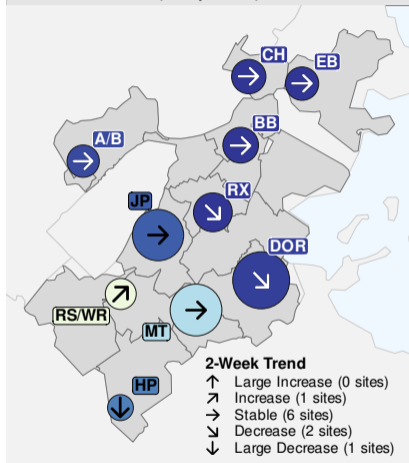 CH
EB
A/B
BB
JP
RX
DOR
RS/WR
MT
HP
2-Week Trend
↑ Large Increase (0 sites)
↗ Increase (1 sites)
→ Stable (6 sites)
↘ Decrease (2 sites)
↓ Large Decrease (1 sites)